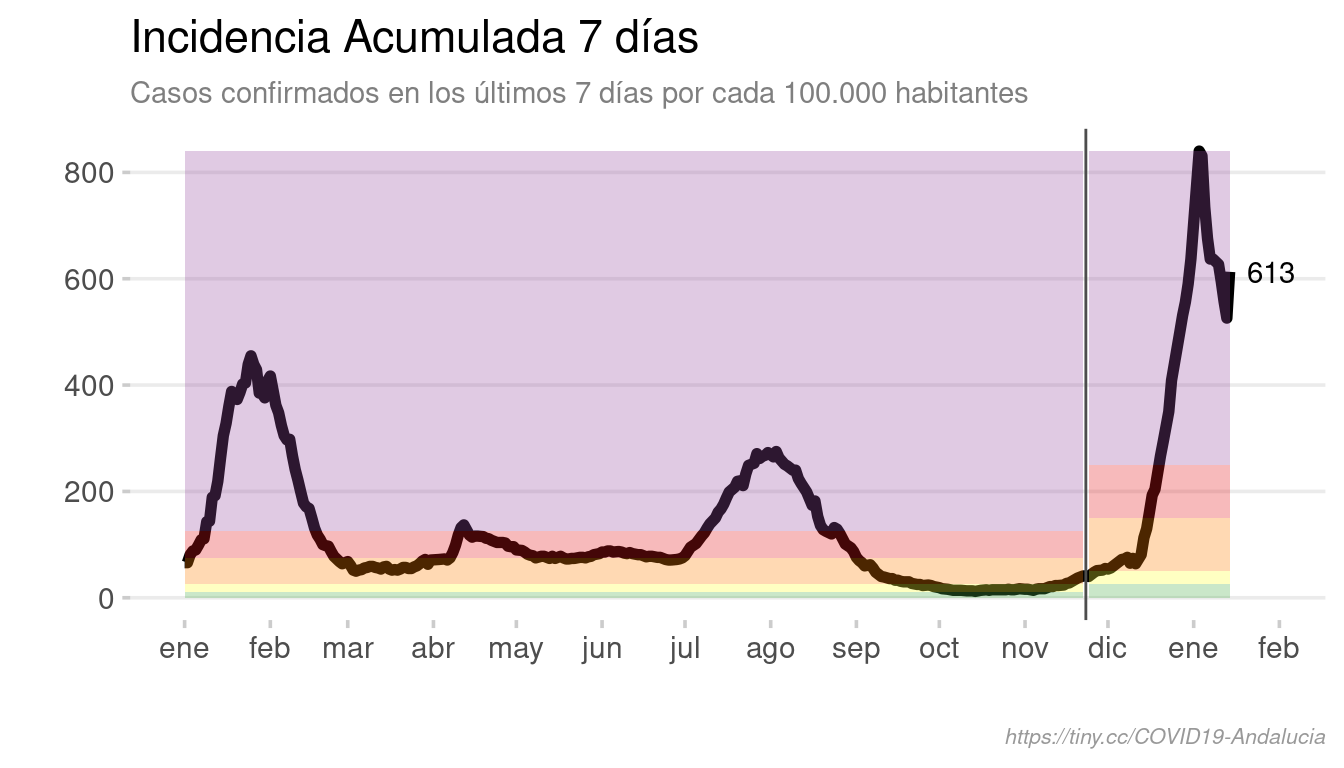 Incidencia Acumulada 7 días
Casos confirmados en los últimos 7 días por cada 100.000 habitantes
800
600
613
400
200
0
ene feb mar abr may jun jul ago sep oct nov dic ene feb
https://tiny.cc/COVID19-Andalucia